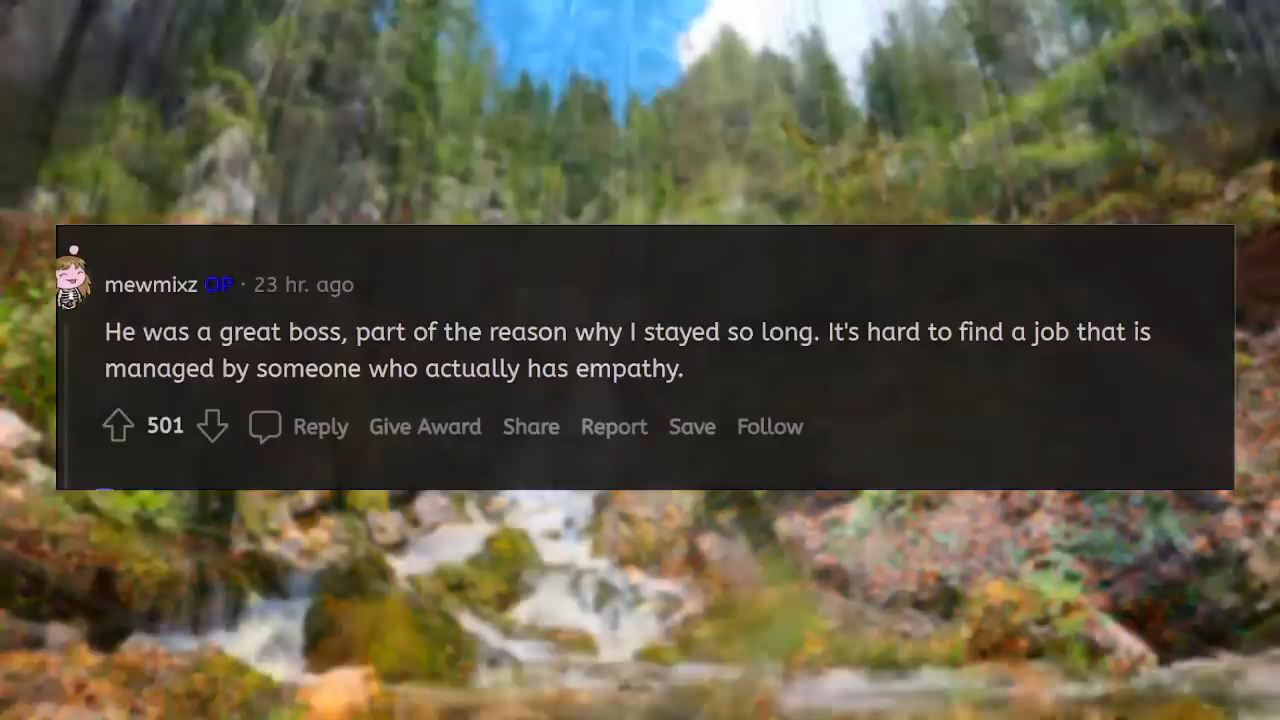 mewmixz OP · 23 hr. ago
He was a great boss, part of the reason why I stayed so long. It's hard to find a job that is
managed by someone who actually has empathy.
501 Reply Give Award Share Report Save Follow